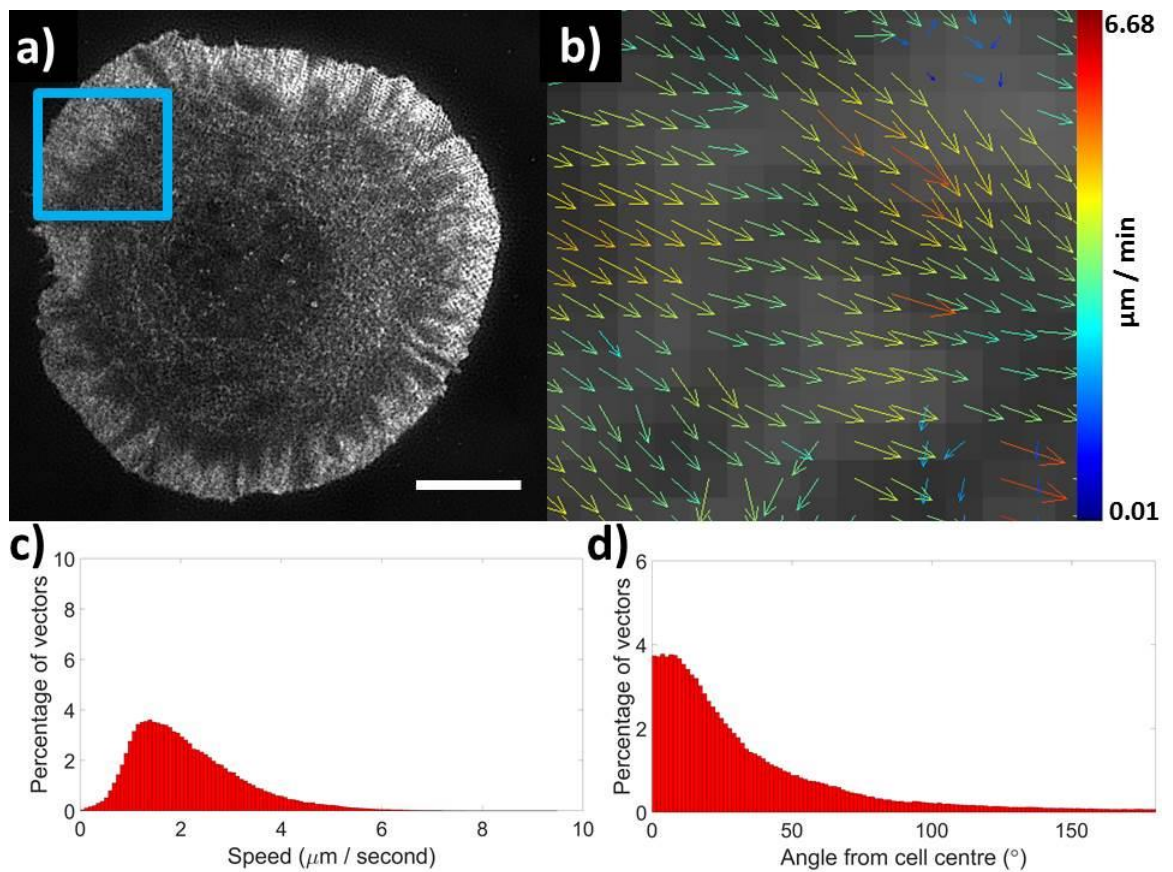 a)
b)
6.68
µm / min
0.01
c)
10
8
6
4
2
0
Percentage of vectors
0 2 4 6 8 10
Speed (µm / second)
d)
6
4
2
0
Percentage of vectors
0 50 100 150
Angle from cell centre (°)